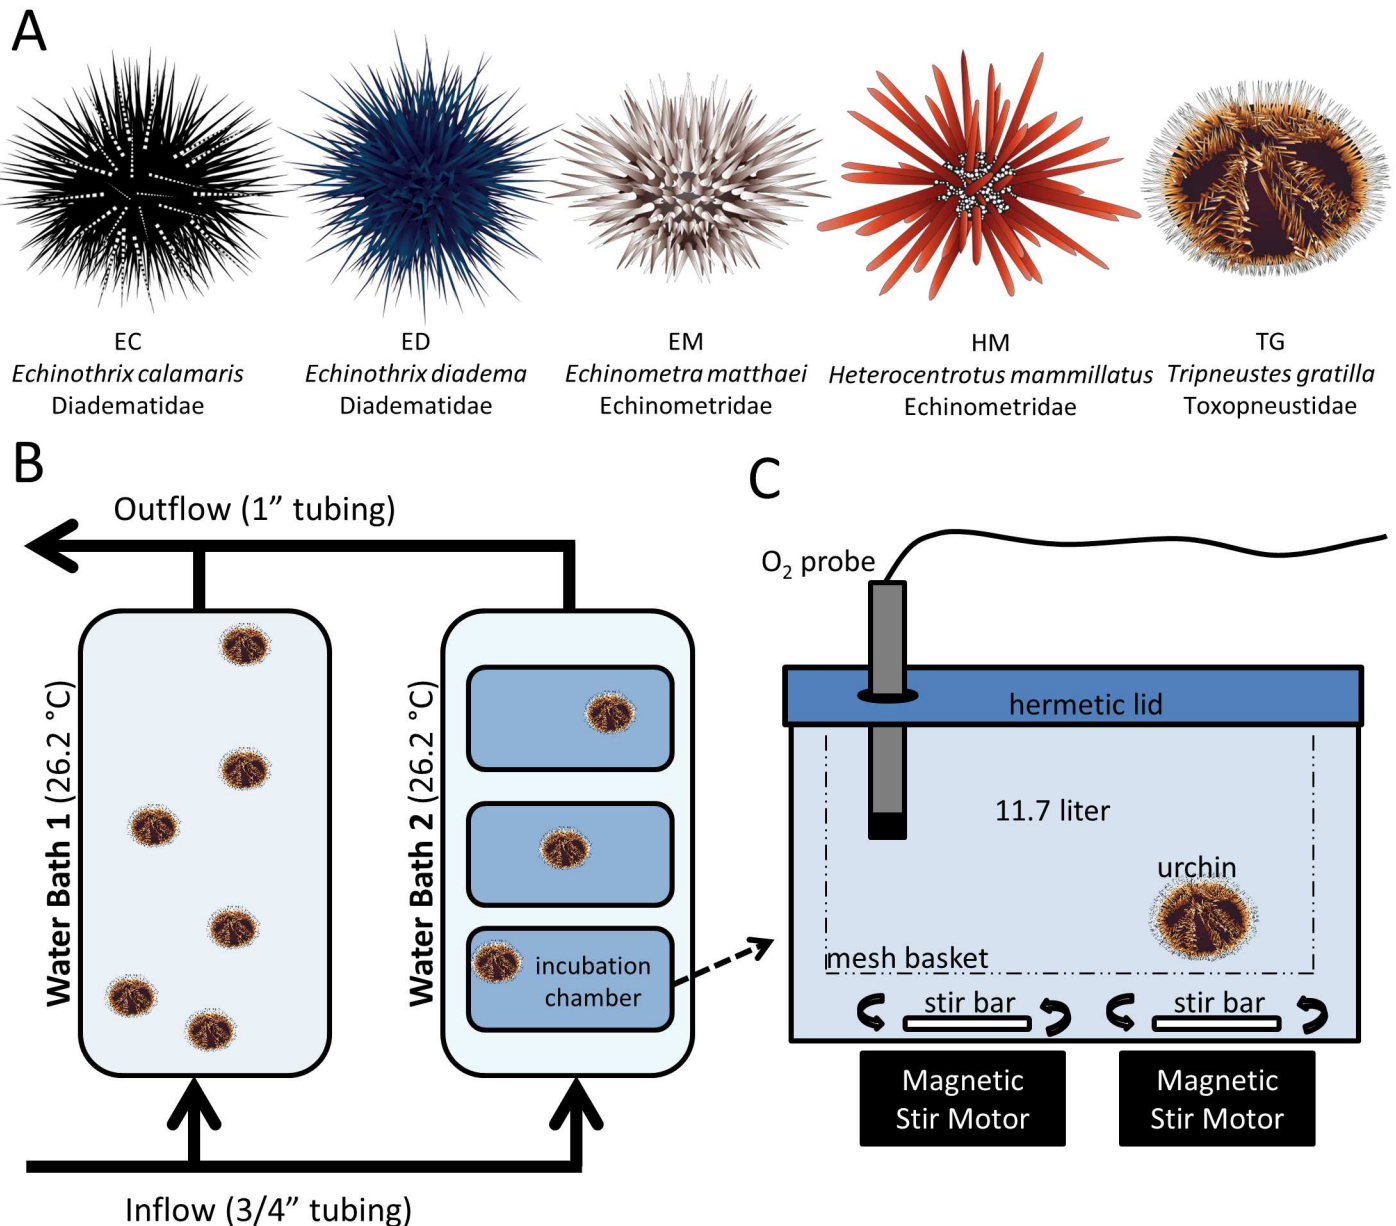 A
EC
Echinothrix calamaris
Diadematidae
ED
Echinothrix diadema
Diadematidae
EM
Echinometra matthaei
Echinometridae
HM
Heterocentrotus mammillatus
Echinometridae
TG
Tripneustes gratilla
Toxopneustidae
B
Outflow (1” tubing)
Water Bath 1 (26.2 °C)
Water Bath 2 (26.2 °C)
incubation
chamber
Inflow (3/4” tubing)
C
O₂ probe
hermetic lid
11.7 liter
urchin
mesh basket
stir bar
stir bar
Magnetic
Stir Motor
Magnetic
Stir Motor